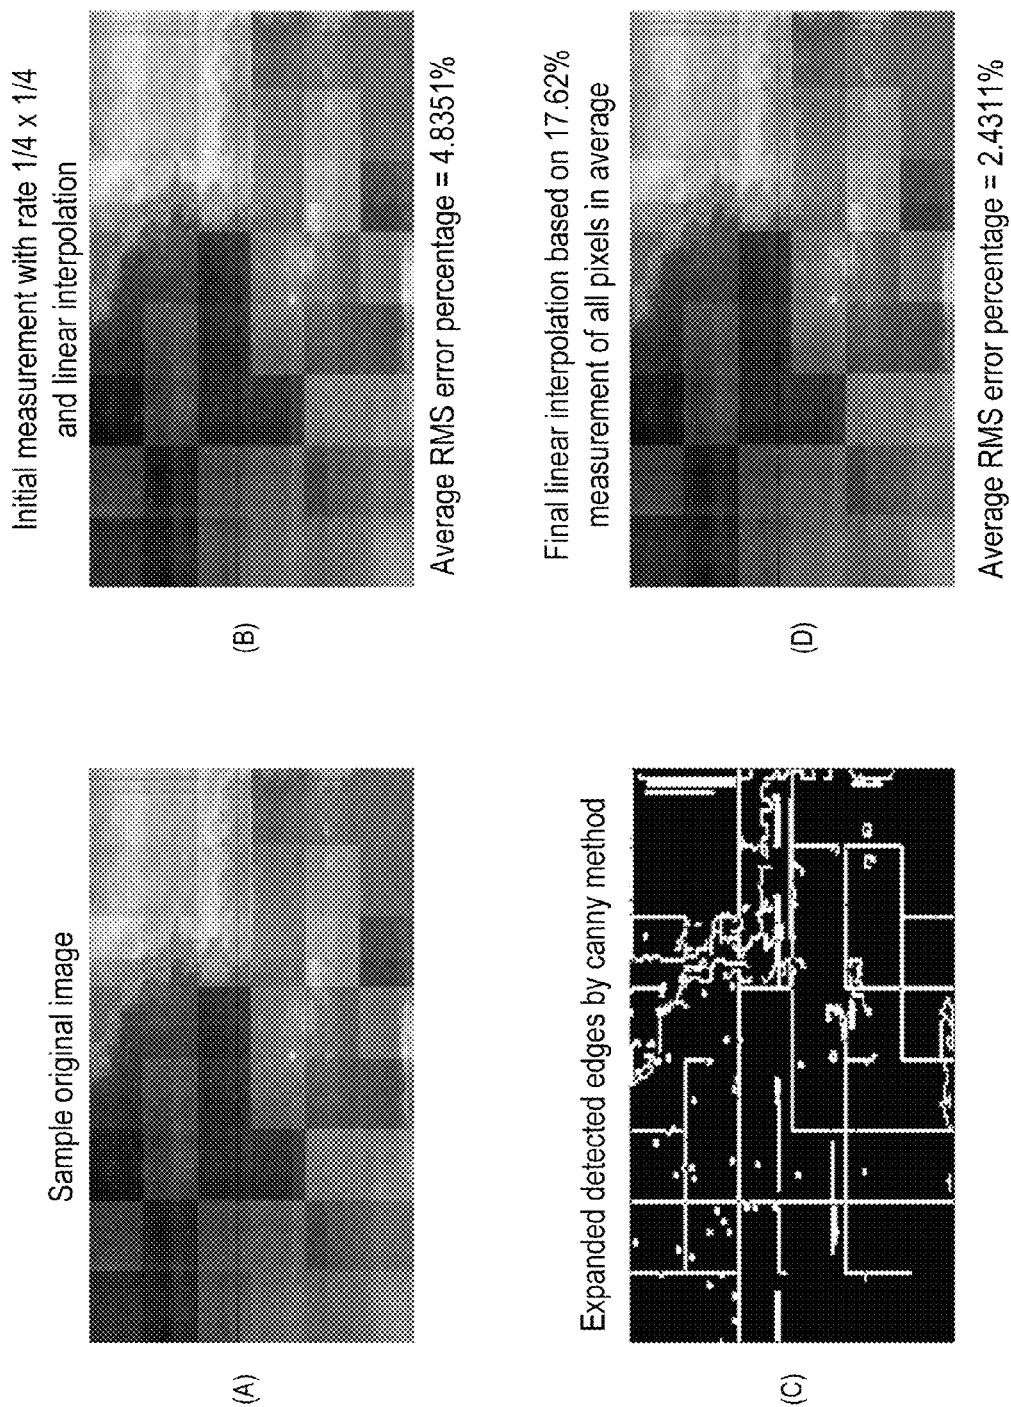 Sample original image
(A)
Initial measurement with rate 1/4 x 1/4
and linear interpolation
(B)
Average RMS error percentage = 4.8351%
Expanded detected edges by canny method
(C)
Final linear interpolation based on 17.62%
measurement of all pixels in average
(D)
Average RMS error percentage = 2.4311%